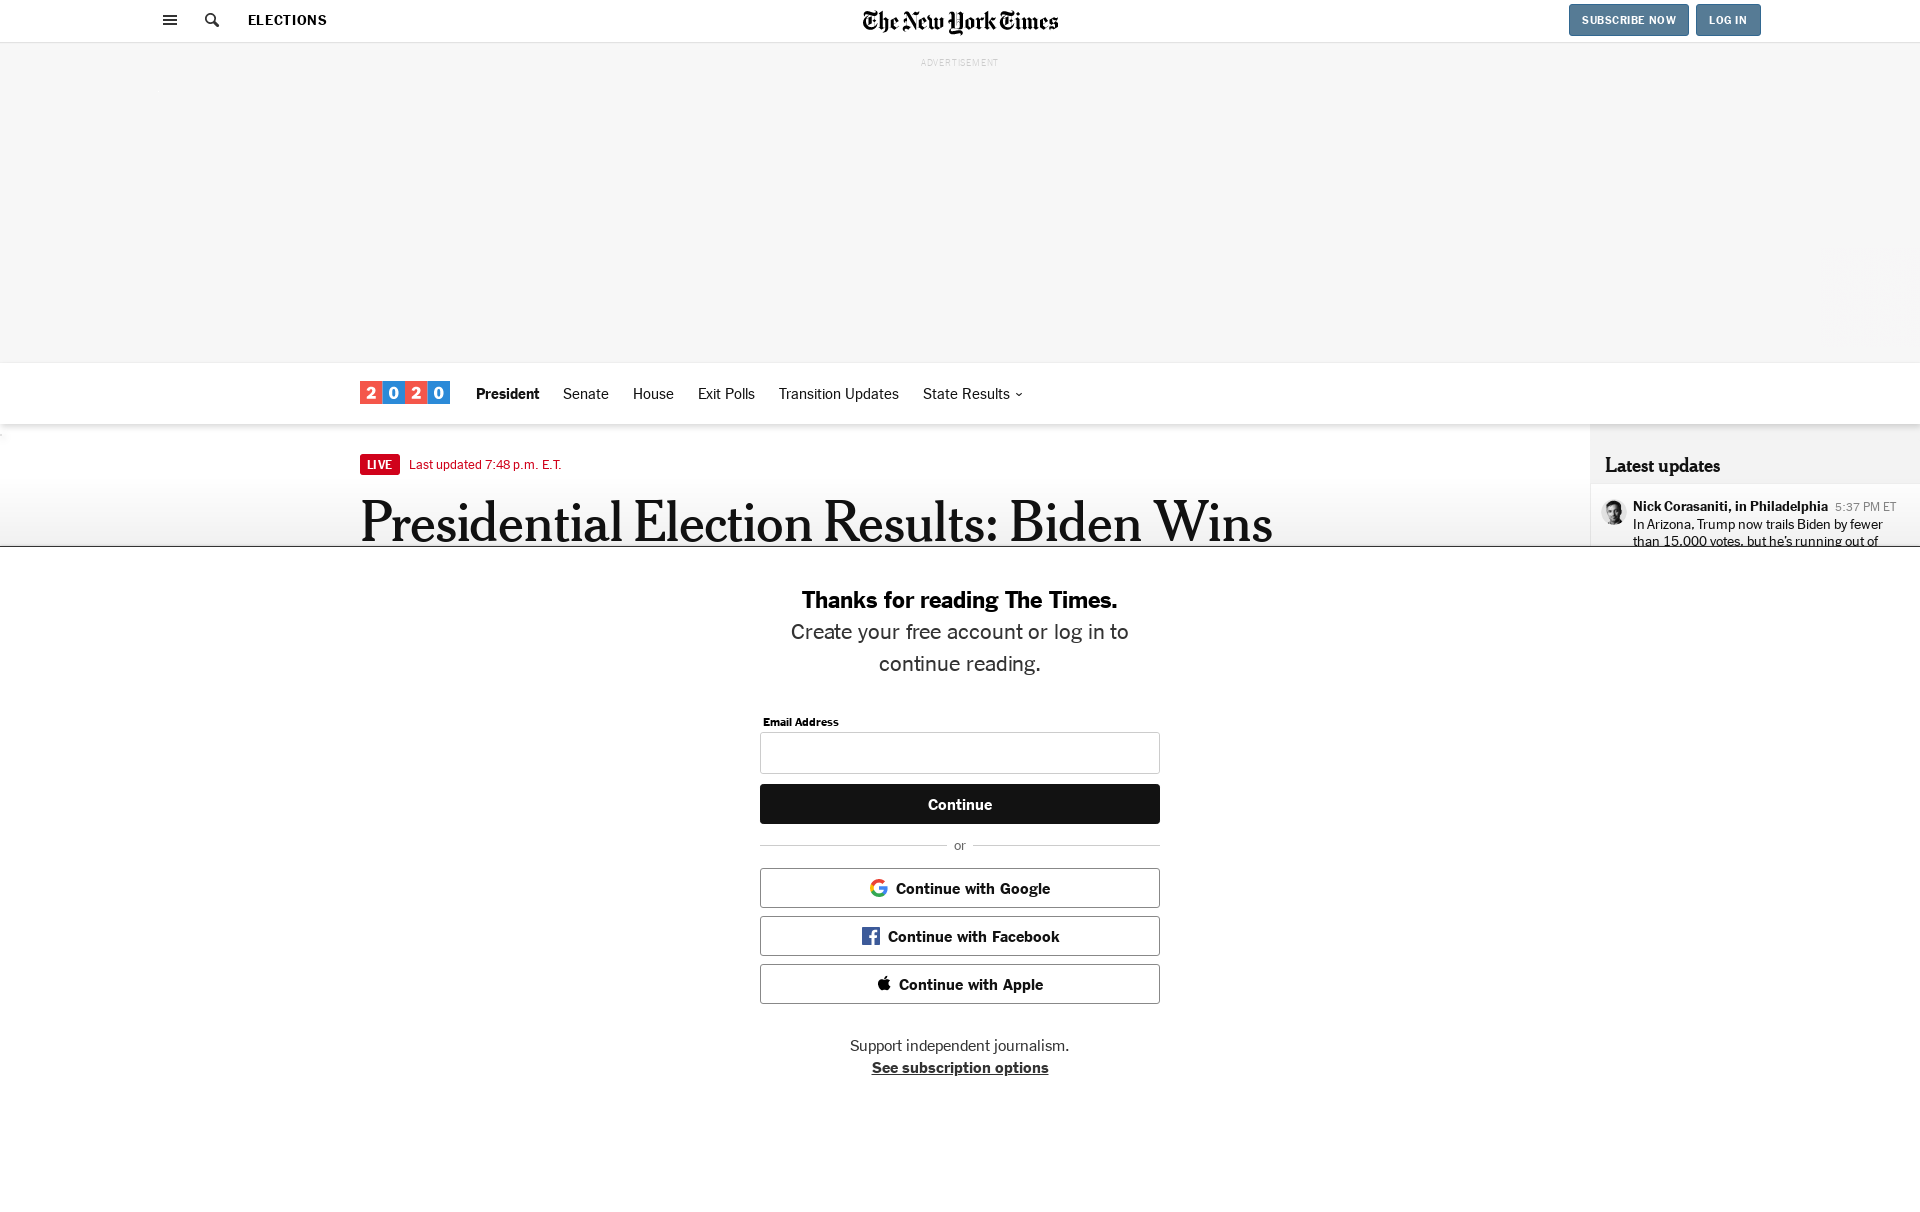 ELECTIONS
The New York Times
SUBSCRIBE NOW
LOG IN
ADVERTISEMENT
2020
President
Senate
House
Exit Polls
Transition Updates
State Results
LIVE
Last updated 7:48 p.m. E.T.
Presidential Election Results: Biden Wins
Latest updates
Nick Corasaniti, in Philadelphia 5:37 PM ET
In Arizona, Trump now trails Biden by fewer
than 15,000 votes, but he's running out of
Thanks for reading The Times.
Create your free account or log in to
continue reading.
Email Address
Continue
or
Continue with Google
Continue with Facebook
Continue with Apple
Support independent journalism.
See subscription options